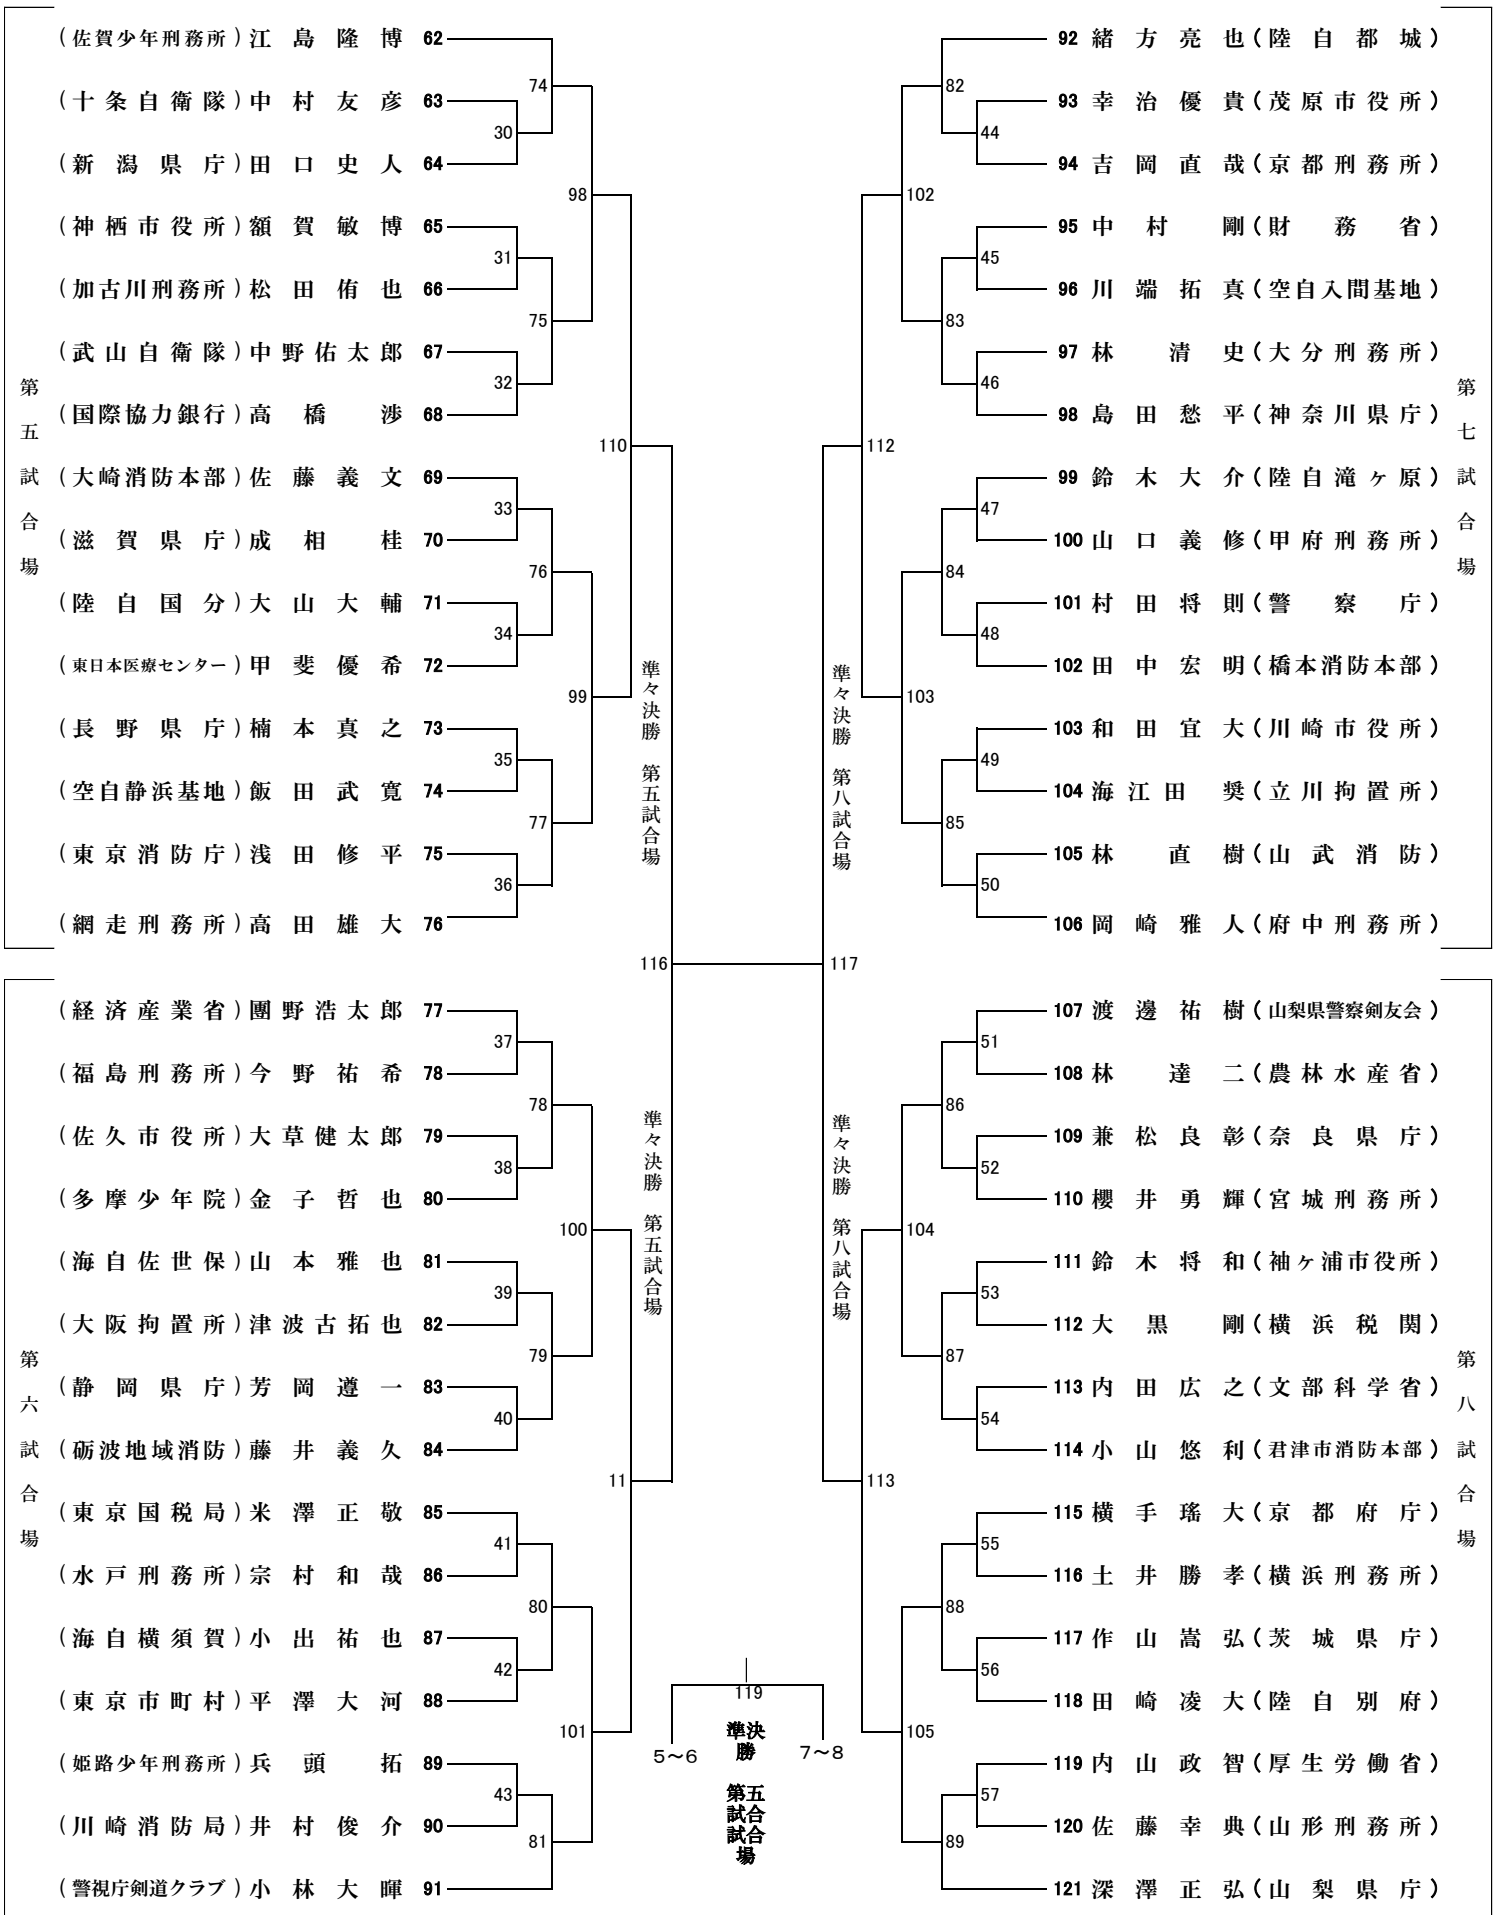 第五試合場
(佐賀少年刑務所) 江島隆博 62
(十条自衛隊) 中村友彦 63
(新潟県庁) 田口史人 64
(神栖市役所) 額賀敏博 65
(加古川刑務所) 松田侑也 66
(武山自衛隊) 中野佑太郎 67
(国際協力銀行) 高橋渉 68
(大崎消防本部) 佐藤義文 69
(滋賀県庁) 成相桂 70
(陸自国分) 大山大輔 71
(東日本医療センター) 甲斐優希 72
(長野県庁) 楠本真之 73
(空自静浜基地) 飯田武寛 74
(東京消防庁) 浅田修平 75
(網走刑務所) 高田雄大 76
30
31
32
33
34
35
36
74
75
76
77
98
99
110
準々決勝 第五試合場
第六試合場
(経済産業省) 團野浩太郎 77
(福島刑務所) 今野祐希 78
(佐久市役所) 大草健太郎 79
(多摩少年院) 金子哲也 80
(海自佐世保) 山本雅也 81
(大阪拘置所) 津波古拓也 82
(静岡県庁) 芳岡遵一 83
(砺波地域消防) 藤井義久 84
(東京国税局) 米澤正敬 85
(水戸刑務所) 宗村和哉 86
(海自横須賀) 小出祐也 87
(東京市町村) 平澤大河 88
(姫路少年刑務所) 兵頭拓 89
(川崎消防局) 井村俊介 90
(警視庁剣道クラブ) 小林大暉 91
37
38
39
40
41
42
43
78
79
80
81
100
101
11
準々決勝 第五試合場
116
第七試合場
92 緒方亮也 (陸自都城)
93 幸治優貴 (茂原市役所)
94 吉岡直哉 (京都刑務所)
95 中村剛 (財務省)
96 川端拓真 (空自入間基地)
97 林清史 (大分刑務所)
98 島田愁平 (神奈川県庁)
99 鈴木大介 (陸自滝ヶ原)
100 山口義修 (甲府刑務所)
101 村田将則 (警察庁)
102 田中宏明 (橋本消防本部)
103 和田宜大 (川崎市役所)
104 海江田奨 (立川拘置所)
105 林直樹 (山武消防)
106 岡崎雅人 (府中刑務所)
44
45
46
47
48
49
50
82
83
84
85
102
103
112
準々決勝 第八試合場
117
第八試合場
107 渡邊祐樹 (山梨県警察剣友会)
108 林達二 (農林水産省)
109 兼松良彰 (奈良県庁)
110 櫻井勇輝 (宮城刑務所)
111 鈴木将和 (袖ヶ浦市役所)
112 大黒剛 (横浜税関)
113 内田広之 (文部科学省)
114 小山悠利 (君津市消防本部)
115 横手瑤大 (京都府庁)
116 土井勝孝 (横浜刑務所)
117 作山嵩弘 (茨城県庁)
118 田崎凌大 (陸自別府)
119 内山政智 (厚生労働省)
120 佐藤幸典 (山形刑務所)
121 深澤正弘 (山梨県庁)
51
52
53
54
55
56
57
86
87
88
89
104
105
113
準々決勝 第八試合場
119
5～6
7～8
準決勝 第五試合場